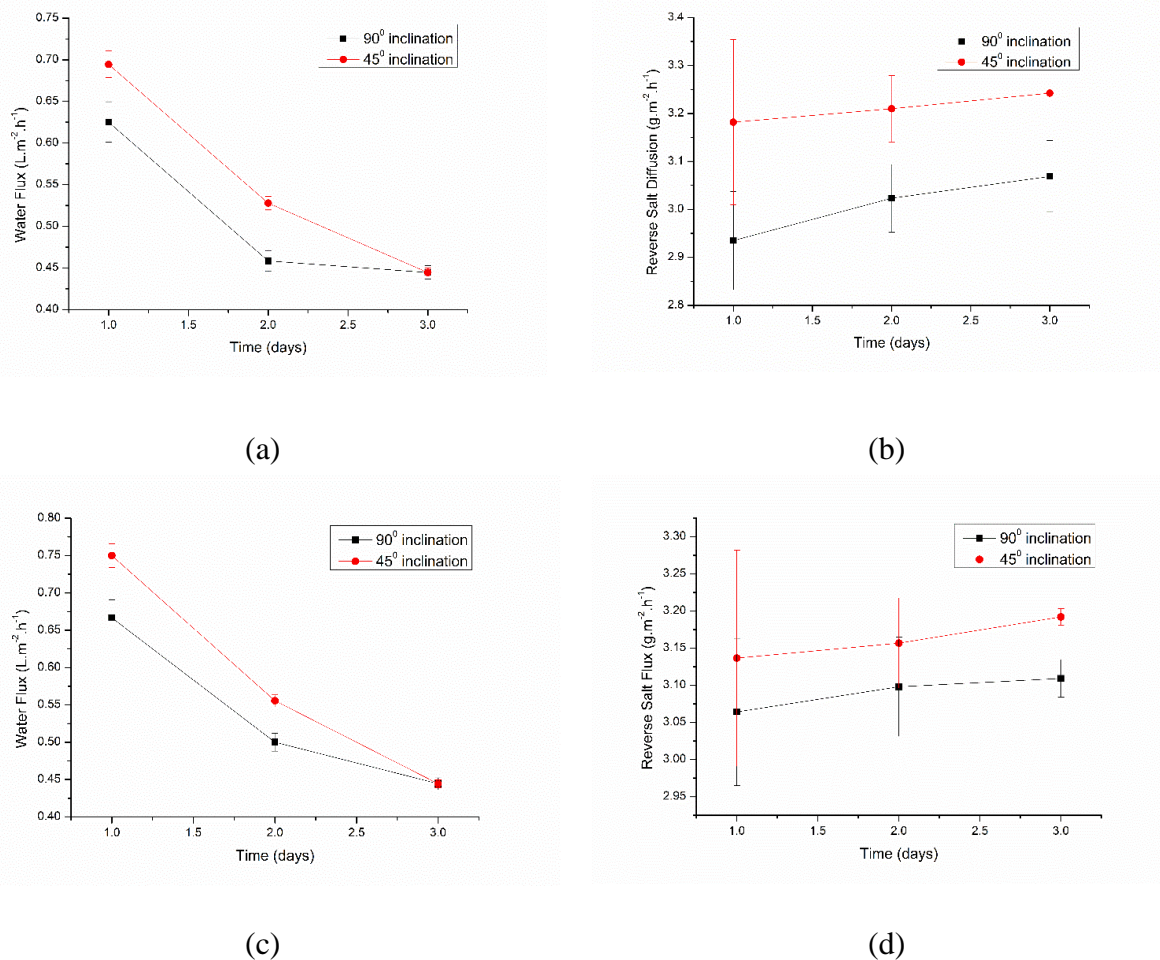 0.75
0.70
0.65
0.60
0.55
0.50
0.45
0.40
Water Flux (L.m⁻².h⁻¹)
90⁰ inclination
45⁰ inclination
1.0 1.5 2.0 2.5 3.0
Time (days)
(a)
3.4
3.3
3.2
3.1
3.0
2.9
2.8
Reverse Salt Diffusion (g.m⁻².h⁻¹)
90⁰ inclination
45⁰ inclination
1.0 1.5 2.0 2.5 3.0
Time (days)
(b)
0.80
0.75
0.70
0.65
0.60
0.55
0.50
0.45
0.40
Water Flux (L.m⁻².h⁻¹)
90⁰ inclination
45⁰ inclination
1.0 1.5 2.0 2.5 3.0
Time (days)
(c)
3.30
3.25
3.20
3.15
3.10
3.05
3.00
2.95
Reverse Salt Flux (g.m⁻².h⁻¹)
90⁰ inclination
45⁰ inclination
1.0 1.5 2.0 2.5 3.0
Time (days)
(d)